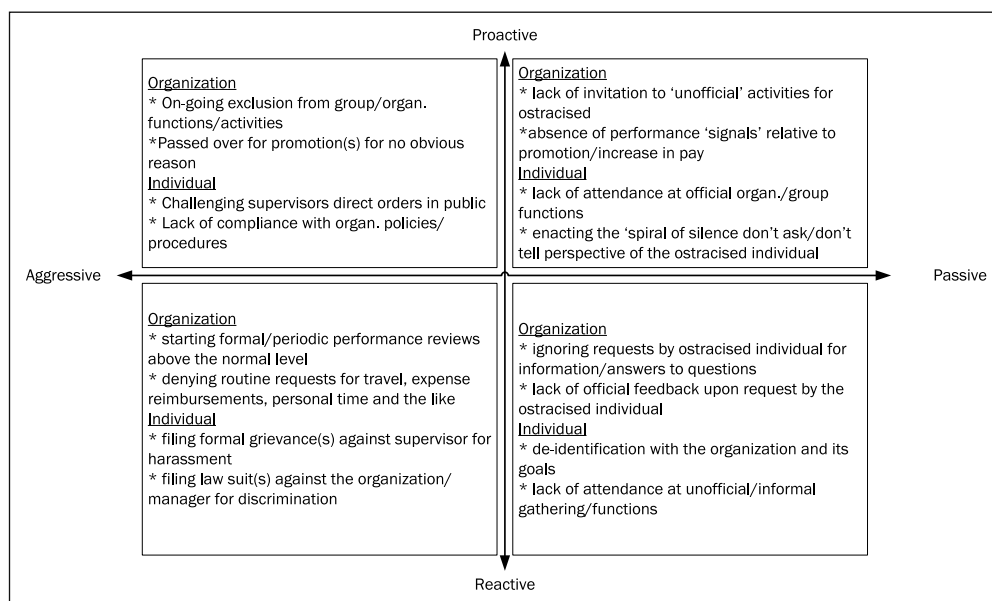 Proactive
Organization
* On-going exclusion from group/organ.
functions/activities
*Passed over for promotion(s) for no obvious
reason
Individual
* Challenging supervisors direct orders in public
* Lack of compliance with organ. policies/
procedures
Organization
* lack of invitation to ‘unofficial’ activities for
ostracised
*absence of performance ‘signals’ relative to
promotion/increase in pay
Individual
* lack of attendance at official organ./group
functions
* enacting the ‘spiral of silence don’t ask/don’t
tell perspective of the ostracised individual
Aggressive
Passive
Organization
* starting formal/periodic performance reviews
above the normal level
* denying routine requests for travel, expense
reimbursements, personal time and the like
Individual
* filing formal grievance(s) against supervisor for
harassment
* filing law suit(s) against the organization/
manager for discrimination
Organization
* ignoring requests by ostracised individual for
information/answers to questions
* lack of official feedback upon request by the
ostracised individual
Individual
* de-identification with the organization and its
goals
* lack of attendance at unofficial/informal
gathering/functions
Reactive